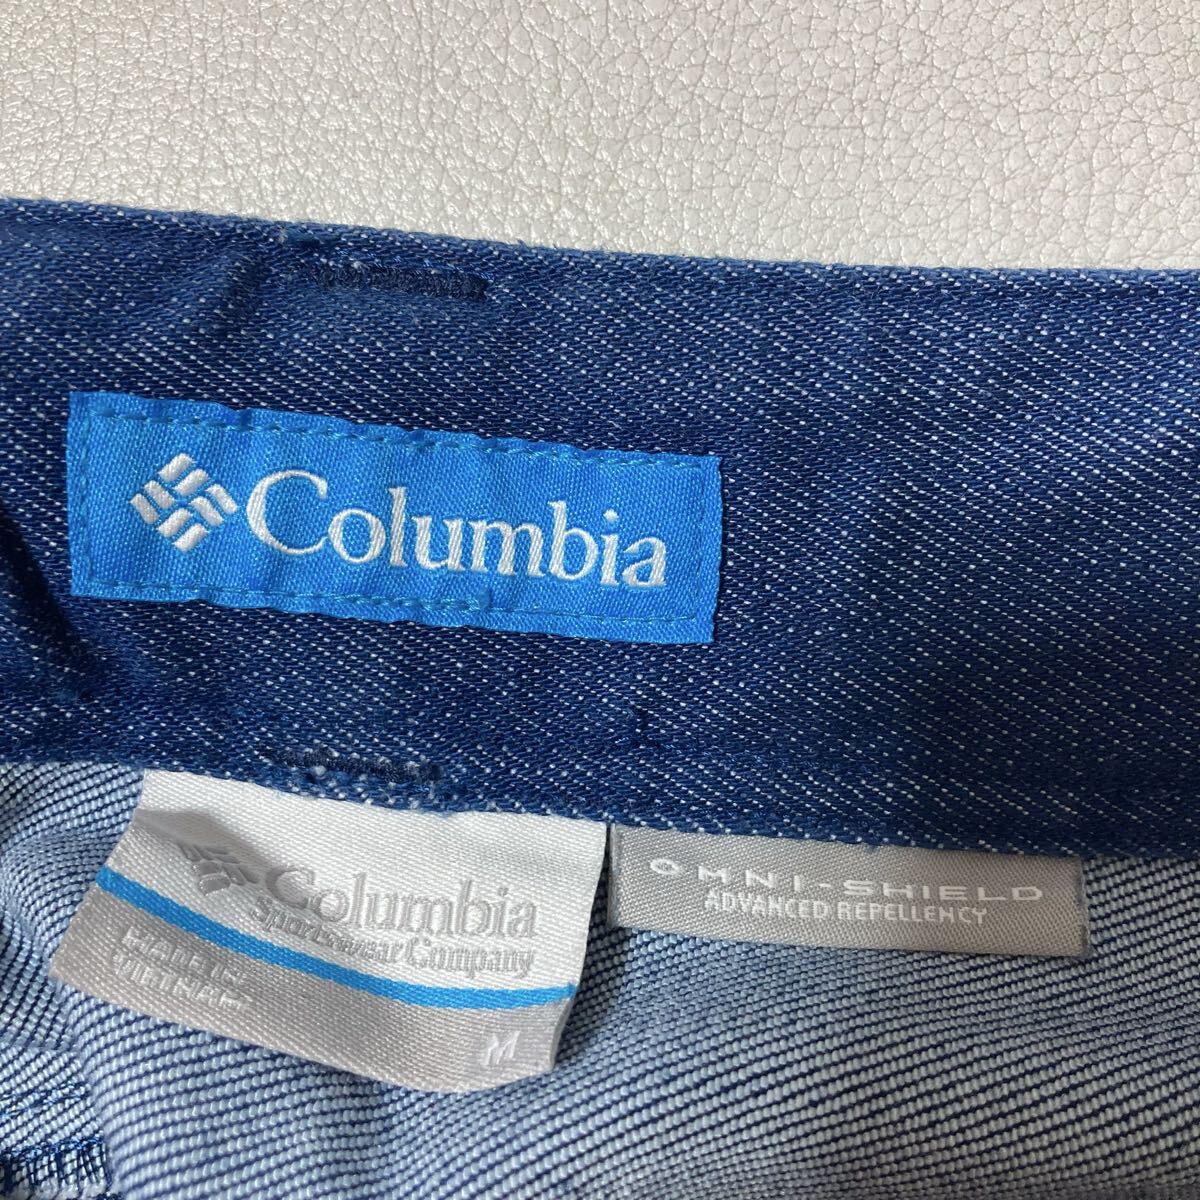 Columbia
Columbia
Sportswear Company
MADE IN
VIETNAM
M
OMNI-SHIELD
ADVANCED REPELLENCY